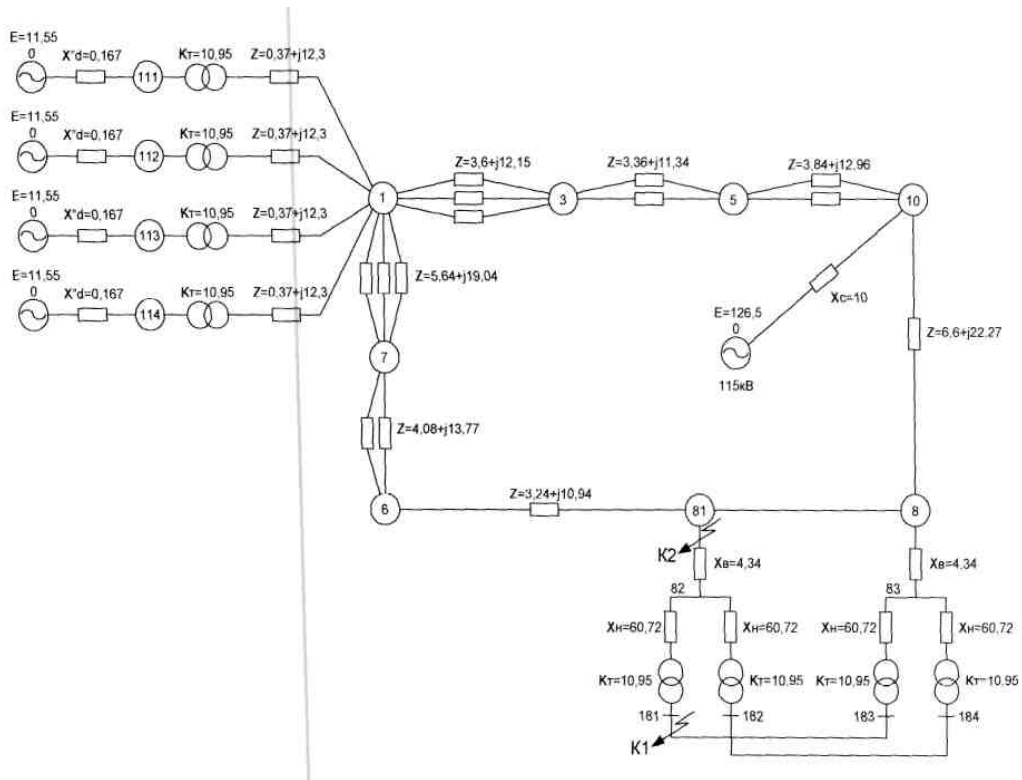 E=11,55
0
X"d=0,167
111
Kт=10,95
Z=0,37+j12,3
E=11,55
0
X"d=0,167
112
Kт=10,95
Z=0,37+j12,3
E=11,55
0
X"d=0,167
113
Kт=10,95
Z=0,37+j12,3
E=11,55
0
X"d=0,167
114
Kт=10,95
Z=0,37+j12,3
1
Z=3,6+j12,15
3
Z=3,36+j11,34
5
Z=3,84+j12,96
10
Z=5,64+j19,04
Xс=10
E=126,5
0
115кВ
Z=6,6+j22,27
7
Z=4,08+j13,77
6
Z=3,24+j10,94
81
8
К2
Xв=4,34
Xв=4,34
82
83
Xн=60,72
Xн=60,72
Xн=60,72
Xн=60,72
Kт=10,95
Kт=10,95
Kт=10,95
Kт=10,95
181
182
183
184
К1